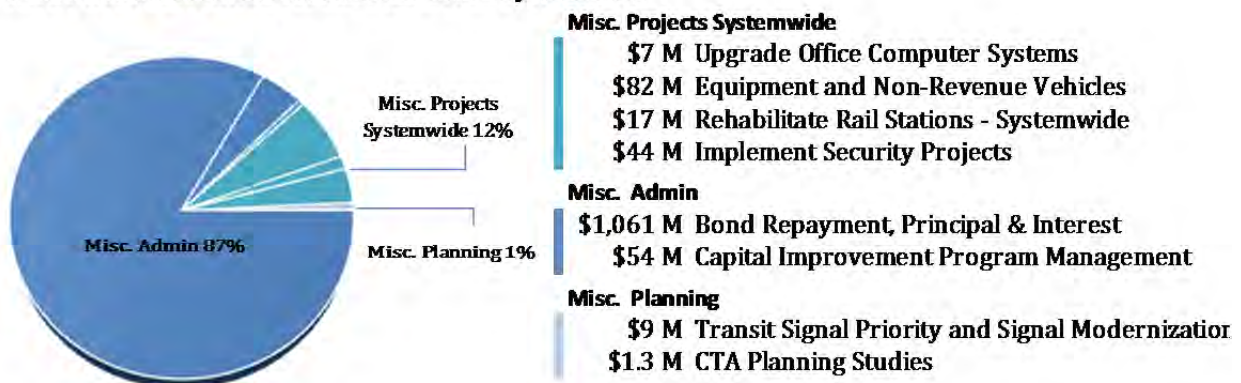 Misc. Projects Systemwide
$7 M Upgrade Office Computer Systems
$82 M Equipment and Non-Revenue Vehicles
$17 M Rehabilitate Rail Stations - Systemwide
$44 M Implement Security Projects
Misc. Admin
$1,061 M Bond Repayment, Principal & Interest
$54 M Capital Improvement Program Management
Misc. Planning
$9 M Transit Signal Priority and Signal Modernization
$1.3 M CTA Planning Studies
Misc. Projects
Systemwide 12%
Misc. Admin 87%
Misc. Planning 1%